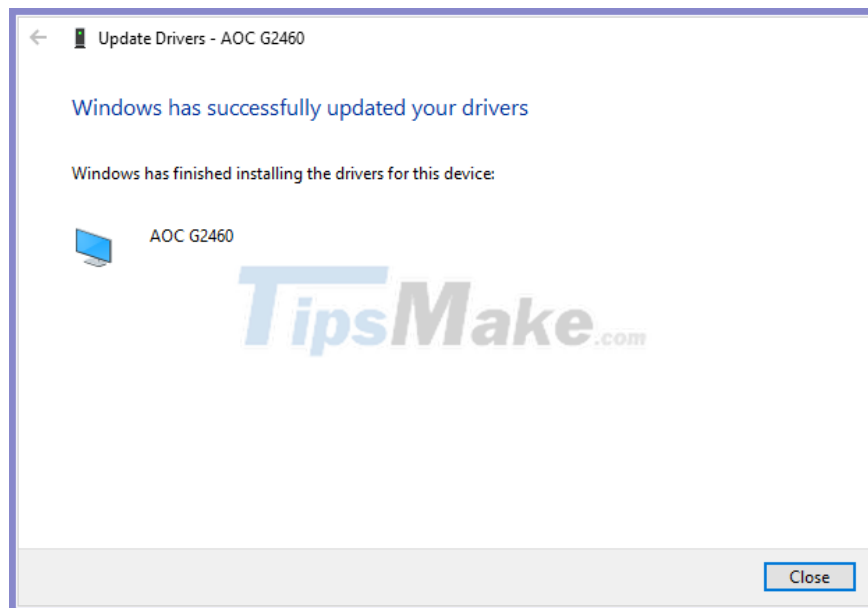 Update Drivers - AOC G2460
Windows has successfully updated your drivers
Windows has finished installing the drivers for this device:
AOC G2460
TipsMake.com
Close